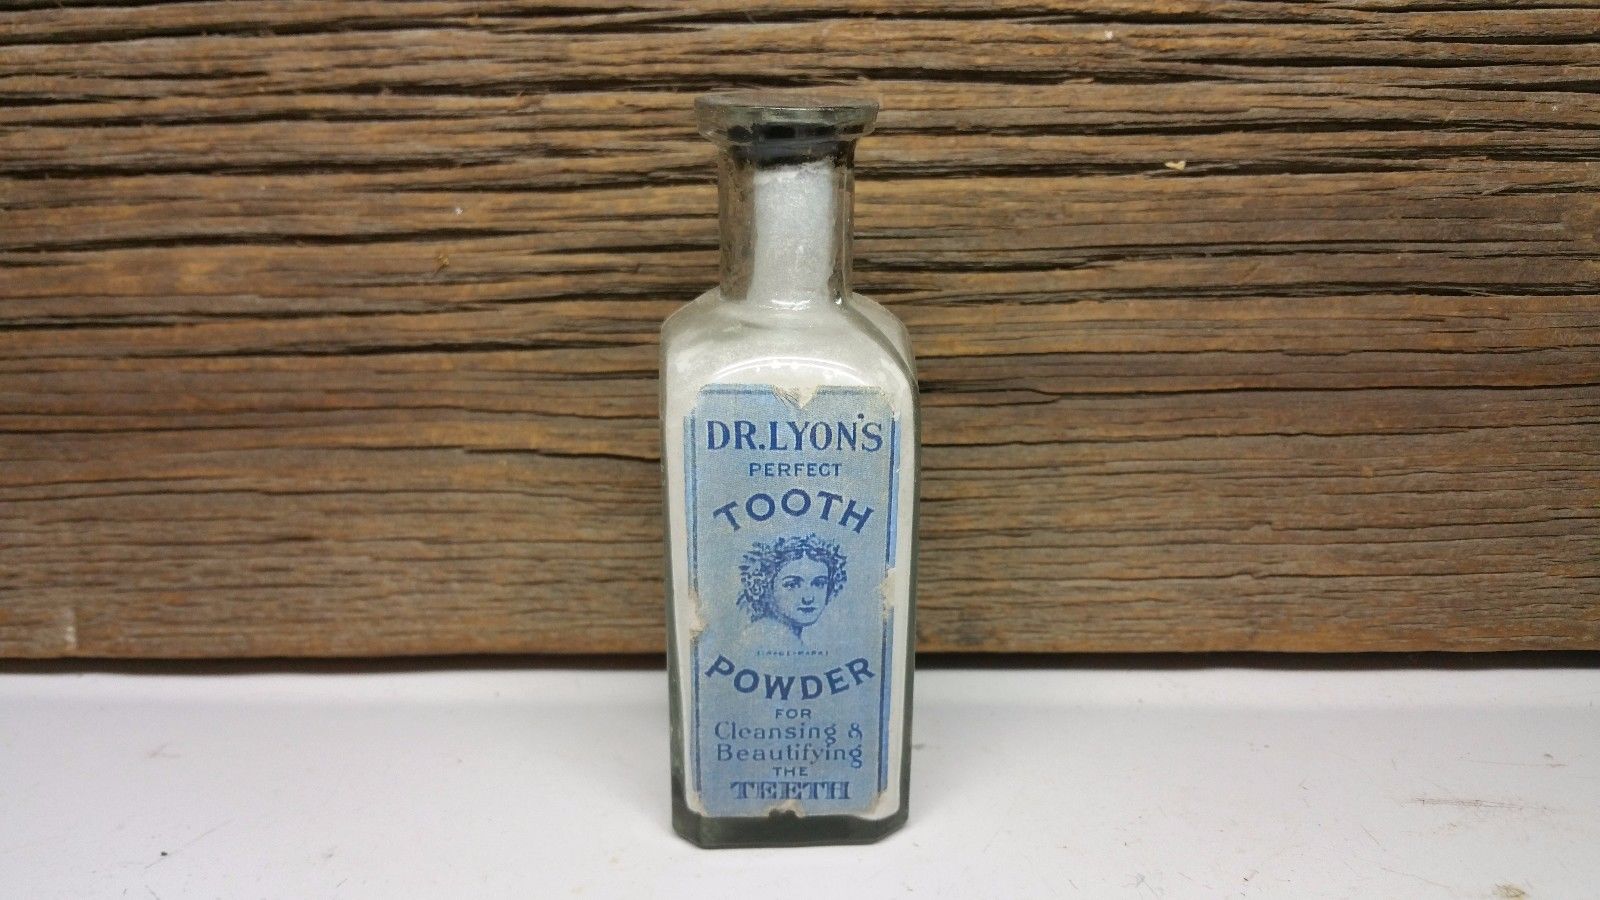 DR. LYON'S
PERFECT
TOOTH
POWDER
FOR
Cleansing &
Beautifying
THE
TEETH